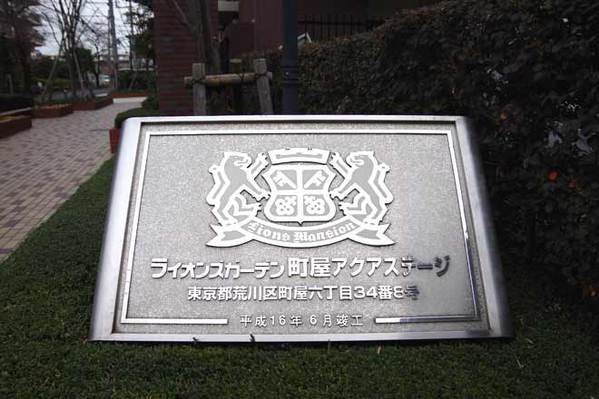 Lions Mansion
ライオンズガーデン 町屋アクアステージ
東京都荒川区町屋六丁目34番8号
平成16年 6月竣工